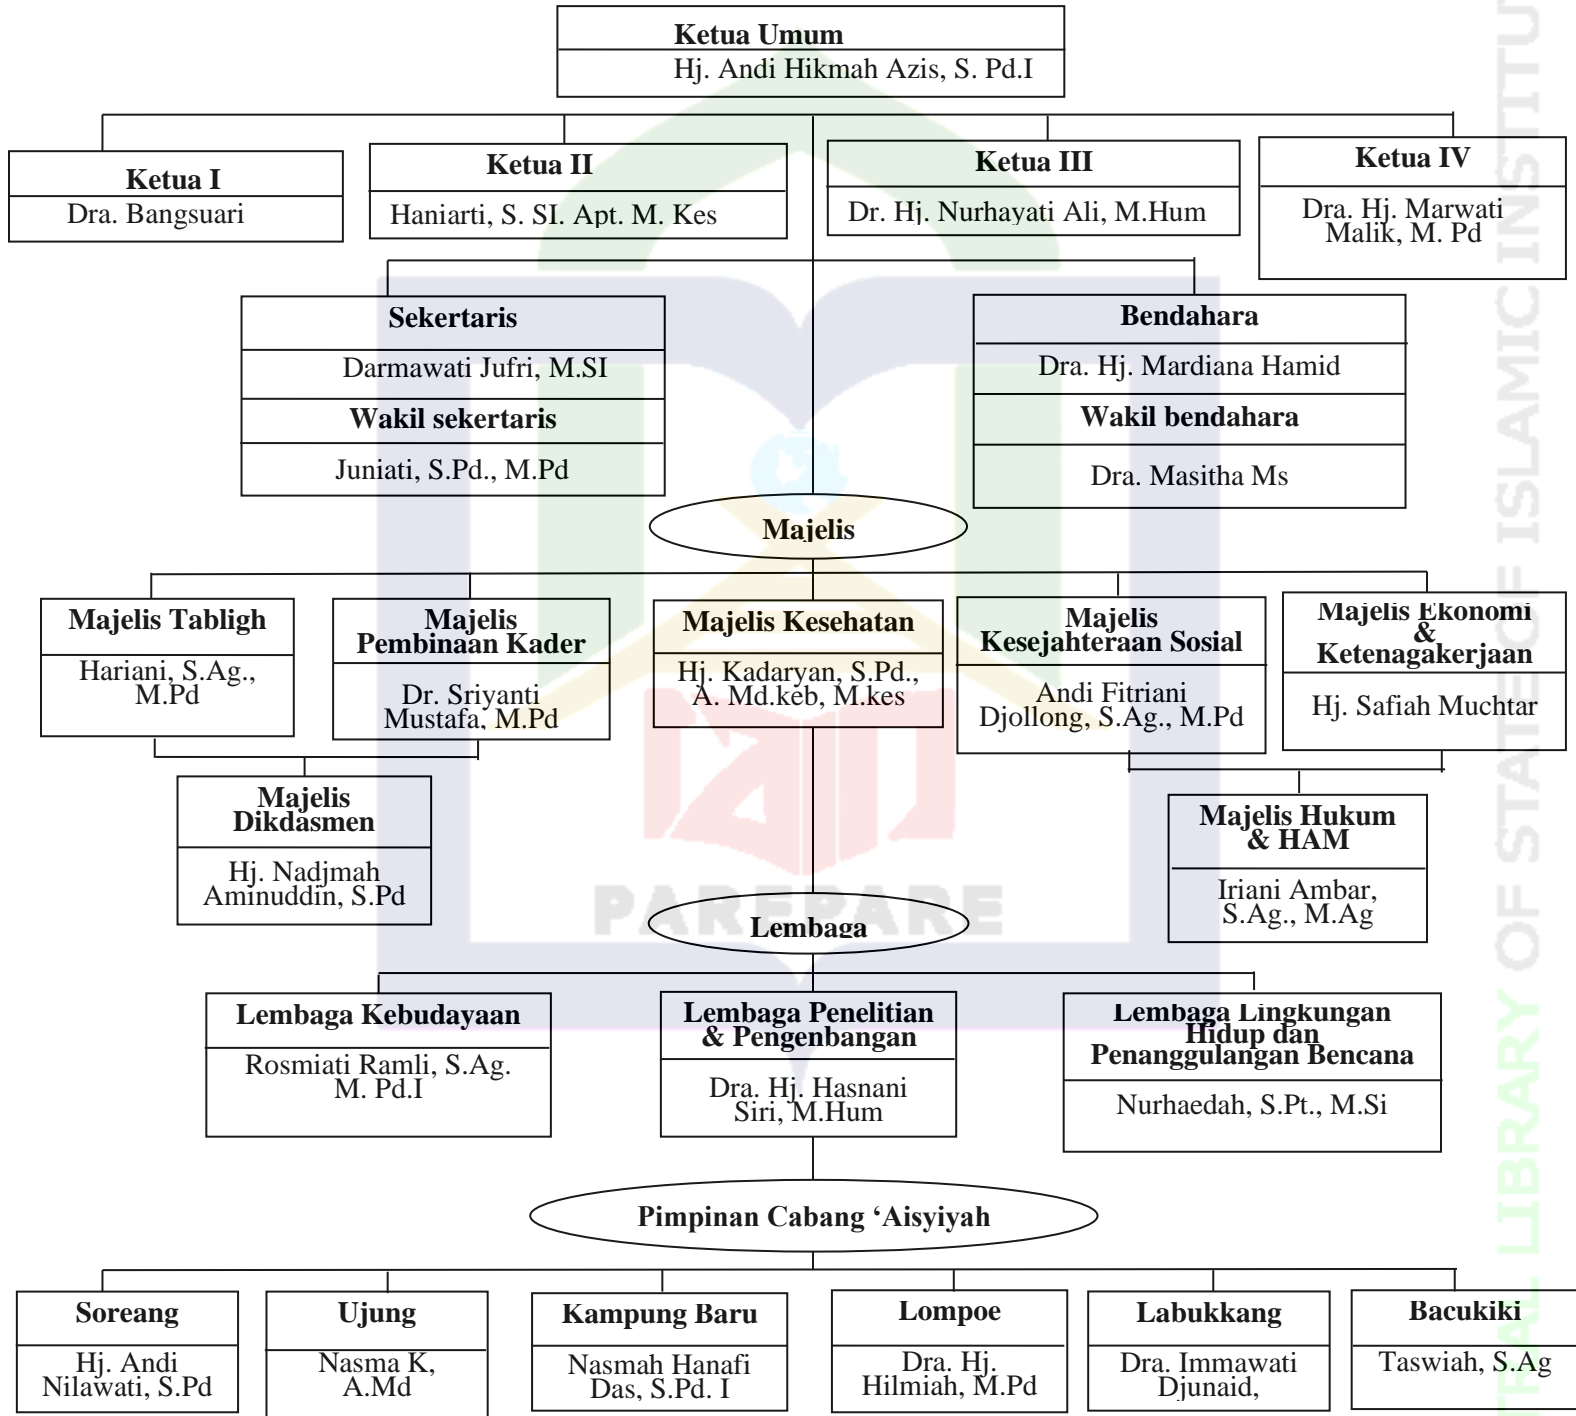 Ketua Umum
Hj. Andi Hikmah Azis, S. Pd.I
Ketua I
Dra. Bangsuari
Ketua II
Haniarti, S. SI. Apt. M. Kes
Ketua III
Dr. Hj. Nurhayati Ali, M.Hum
Ketua IV
Dra. Hj. Marwati
Malik, M. Pd
Sekertaris
Darmawati Jufri, M.SI
Wakil sekertaris
Juniati, S.Pd., M.Pd
Bendahara
Dra. Hj. Mardiana Hamid
Wakil bendahara
Dra. Masitha Ms
Majelis
Majelis Tabligh
Hariani, S.Ag.,
M.Pd
Majelis
Pembinaan Kader
Dr. Sriyanti
Mustafa, M.Pd
Majelis Kesehatan
Hj. Kadaryan, S.Pd.,
A. Md.keb, M.kes
Majelis
Kesejahteraan Sosial
Andi Fitriani
Djollong, S.Ag., M.Pd
Majelis Ekonomi
&
Ketenagakerjaan
Hj. Safiah Muchtar
Majelis
Dikdasmen
Hj. Nadjmah
Aminuddin, S.Pd
Majelis Hukum
& HAM
Iriani Ambar,
S.Ag., M.Ag
PAREPARE
Lembaga
Lembaga Kebudayaan
Rosmiati Ramli, S.Ag.
M. Pd.I
Lembaga Penelitian
& Pengenbangan
Dra. Hj. Hasnani
Siri, M.Hum
Lembaga Lingkungan
Hidup dan
Penanggulangan Bencana
Nurhaedah, S.Pt., M.Si
Pimpinan Cabang ‘Aisyiyah
Soreang
Hj. Andi
Nilawati, S.Pd
Ujung
Nasma K,
A.Md
Kampung Baru
Nasmah Hanafi
Das, S.Pd. I
Lompoe
Dra. Hj.
Hilmiah, M.Pd
Labukkang
Dra. Immawati
Djunaid,
Bacukiki
Taswiah, S.Ag
LIBRARY OF STATE OF ISLAMIC